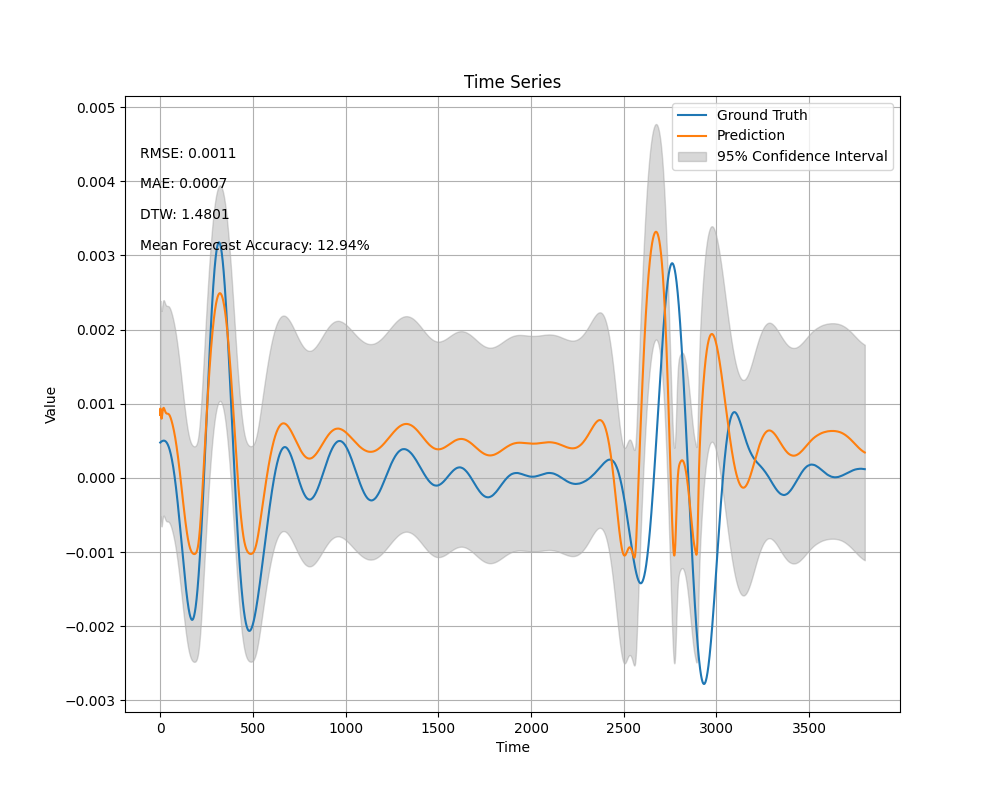 Time Series
Ground Truth
Prediction
95% Confidence Interval
RMSE: 0.0011
MAE: 0.0007
DTW: 1.4801
Mean Forecast Accuracy: 12.94%
0.005
0.004
0.003
0.002
0.001
0.000
−0.001
−0.002
−0.003
Value
0
500
1000
1500
2000
2500
3000
3500
Time